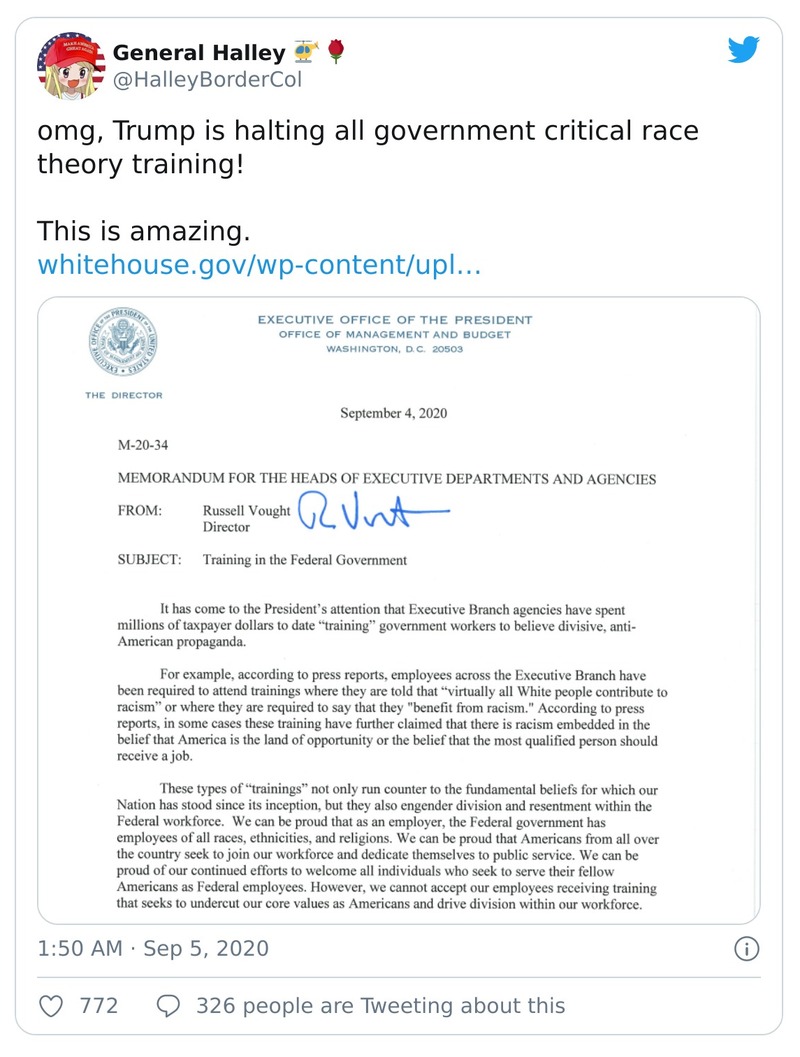 General Halley 🚁 🌹
@HalleyBorderCol
omg, Trump is halting all government critical race
theory training!
This is amazing.
whitehouse.gov/wp-content/upl…
EXECUTIVE OFFICE OF THE PRESIDENT
OFFICE OF MANAGEMENT AND BUDGET
WASHINGTON, D.C. 20503
THE DIRECTOR
September 4, 2020
M-20-34
MEMORANDUM FOR THE HEADS OF EXECUTIVE DEPARTMENTS AND AGENCIES
FROM: Russell Vought
Director
SUBJECT: Training in the Federal Government
It has come to the President's attention that Executive Branch agencies have spent
millions of taxpayer dollars to date “training” government workers to believe divisive, anti-
American propaganda.
For example, according to press reports, employees across the Executive Branch have
been required to attend trainings where they are told that “virtually all White people contribute to
racism” or where they are required to say that they "benefit from racism." According to press
reports, in some cases these training have further claimed that there is racism embedded in the
belief that America is the land of opportunity or the belief that the most qualified person should
receive a job.
These types of “trainings” not only run counter to the fundamental beliefs for which our
Nation has stood since its inception, but they also engender division and resentment within the
Federal workforce. We can be proud that as an employer, the Federal government has
employees of all races, ethnicities, and religions. We can be proud that Americans from all over
the country seek to join our workforce and dedicate themselves to public service. We can be
proud of our continued efforts to welcome all individuals who seek to serve their fellow
Americans as Federal employees. However, we cannot accept our employees receiving training
that seeks to undercut our core values as Americans and drive division within our workforce.
1:50 AM · Sep 5, 2020
772
326 people are Tweeting about this